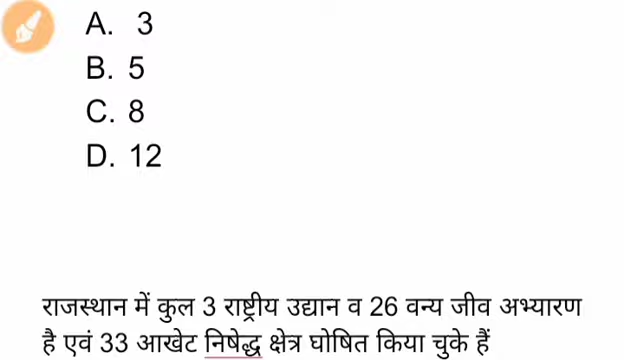 A. 3
B. 5
C. 8
D. 12
राजस्थान में कुल 3 राष्ट्रीय उद्यान व 26 वन्य जीव अभ्यारण
है एवं 33 आखेट निषेद्ध क्षेत्र घोषित किया चुके हैं